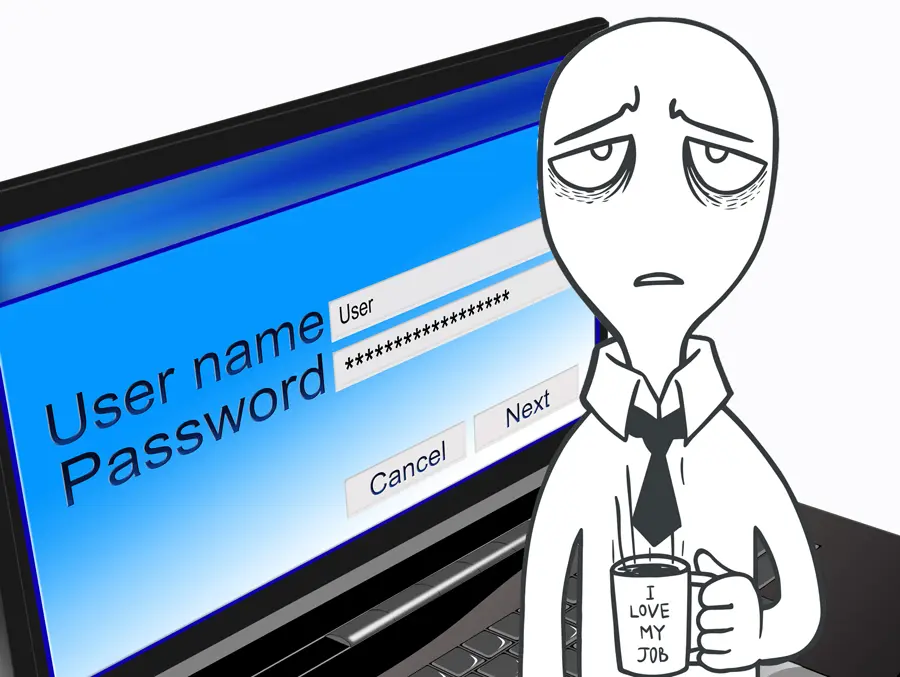 User name
User
Password
******************
Cancel
Next
I
LOVE
MY
JOB